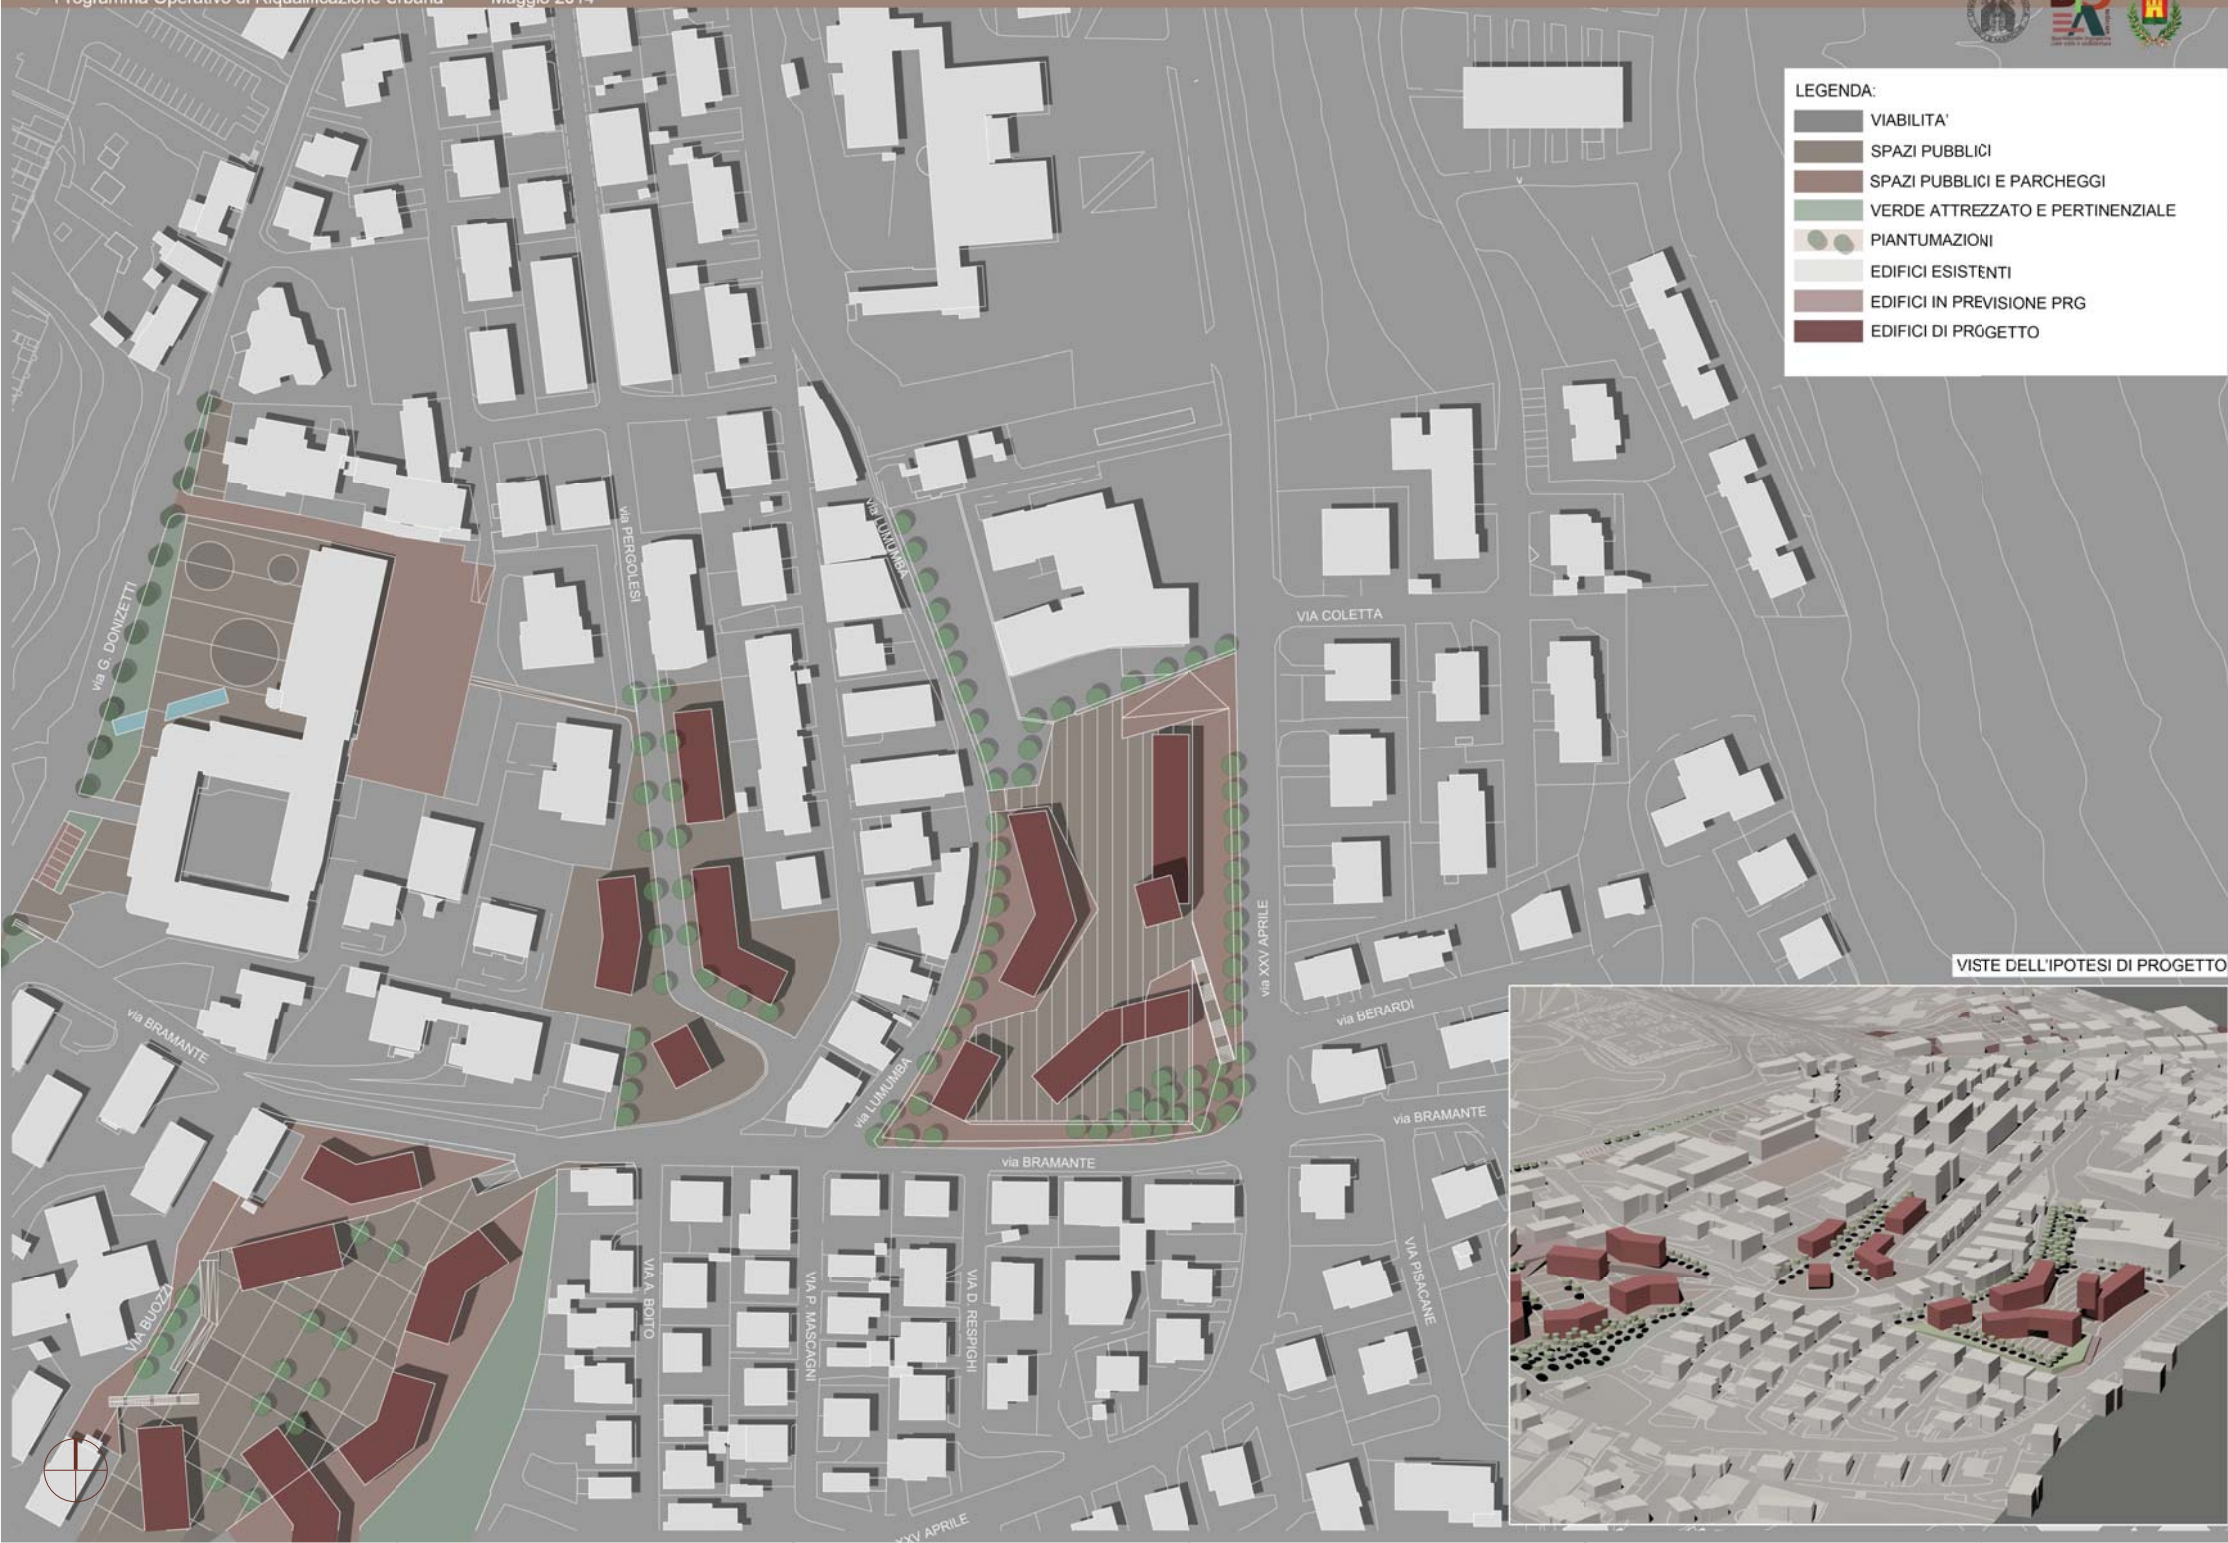 Programma Operativo di Riqualificazione Urbana Maggio 2014
LEGENDA:
VIABILITA'
SPAZI PUBBLICI
SPAZI PUBBLICI E PARCHEGGI
VERDE ATTREZZATO E PERTINENZIALE
PIANTUMAZIONI
EDIFICI ESISTENTI
EDIFICI IN PREVISIONE PRG
EDIFICI DI PROGETTO
via LUMUMBA
via PERGOLESI
via G. DONIZETTI
VIA COLETTA
via XXV APRILE
VISTE DELL'IPOTESI DI PROGETTO
via BERARDI
via BRAMANTE
via LUMUMBA
via BRAMANTE
via BRAMANTE
VIA BUOZZI
VIA A. BOITO
VIA P. MASCAGNI
VIA D. RESPIGHI
VIA PISACANE
XXV APRILE